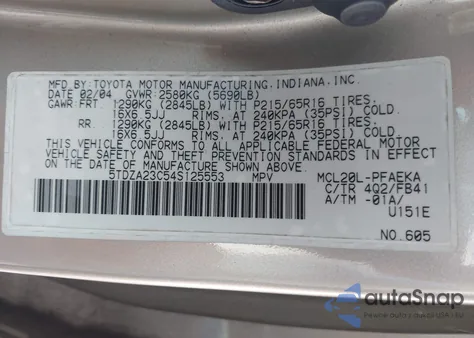 MFD.BY:TOYOTA MOTOR MANUFACTURING,INDIANA,INC.
DATE 02/04 GVWR:2580KG (5690LB)
GAWR:FRT 1290KG (2845LB) WITH P215/65R16 TIRES,
16X6.5JJ RIMS, AT 240KPA (35PSI) COLD.
RR 1290KG (2845LB) WITH P215/65R16 TIRES,
16X6.5JJ RIMS, AT 240KPA (35PSI) COLD.
THIS VEHICLE CONFORMS TO ALL APPLICABLE FEDERAL MOTOR
VEHICLE SAFETY AND THEFT PREVENTION STANDARDS IN EFFECT
ON THE DATE OF MANUFACTURE SHOWN ABOVE.
5TDZA23C54S125553 MPV MCL20L-PFAEKA
C/TR 4Q2/FB41
A/TM -01A/
U151E
NO.605
autoSnap